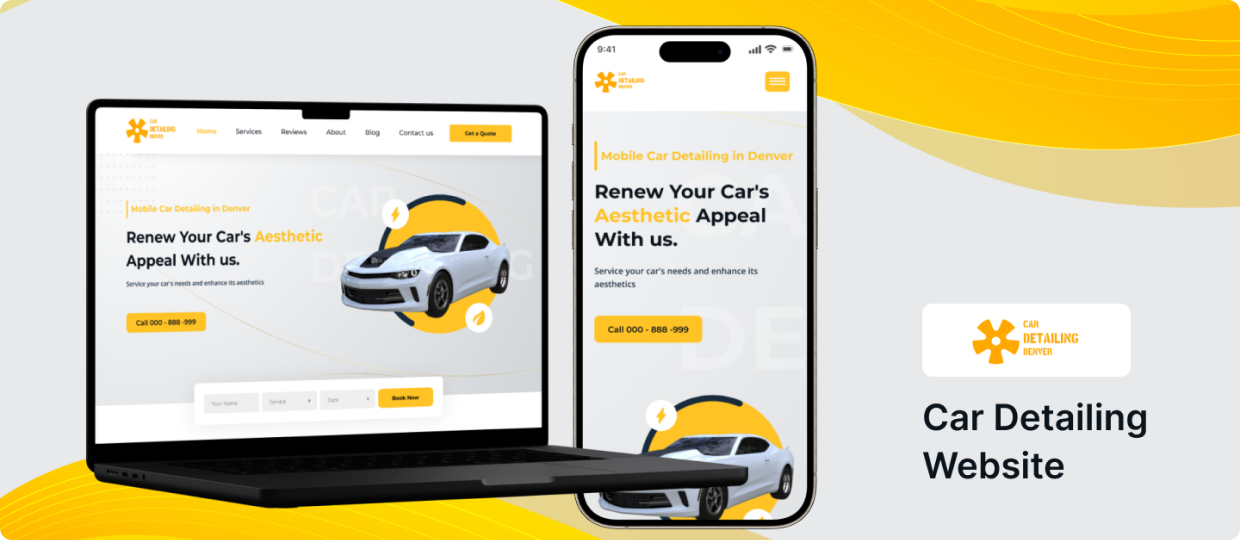 CAR
DETAILING
DENVER
Home
Services
Reviews
About
Blog
Contact us
Get a Quote
CAR
Mobile Car Detailing in Denver
Renew Your Car's Aesthetic
Appeal With us.
Service your car's needs and enhance its aesthetics
Call 000 - 888 -999
Your Name
Service
Book Now
9:41
CAR
DETAILING
DENVER
Mobile Car Detailing in Denver
Renew Your Car's
Aesthetic Appeal
With us.
Service your car's needs and enhance its
aesthetics
Call 000 - 888 -999
CA
DE
CAR
DETAILING
DENVER
Car Detailing
Website